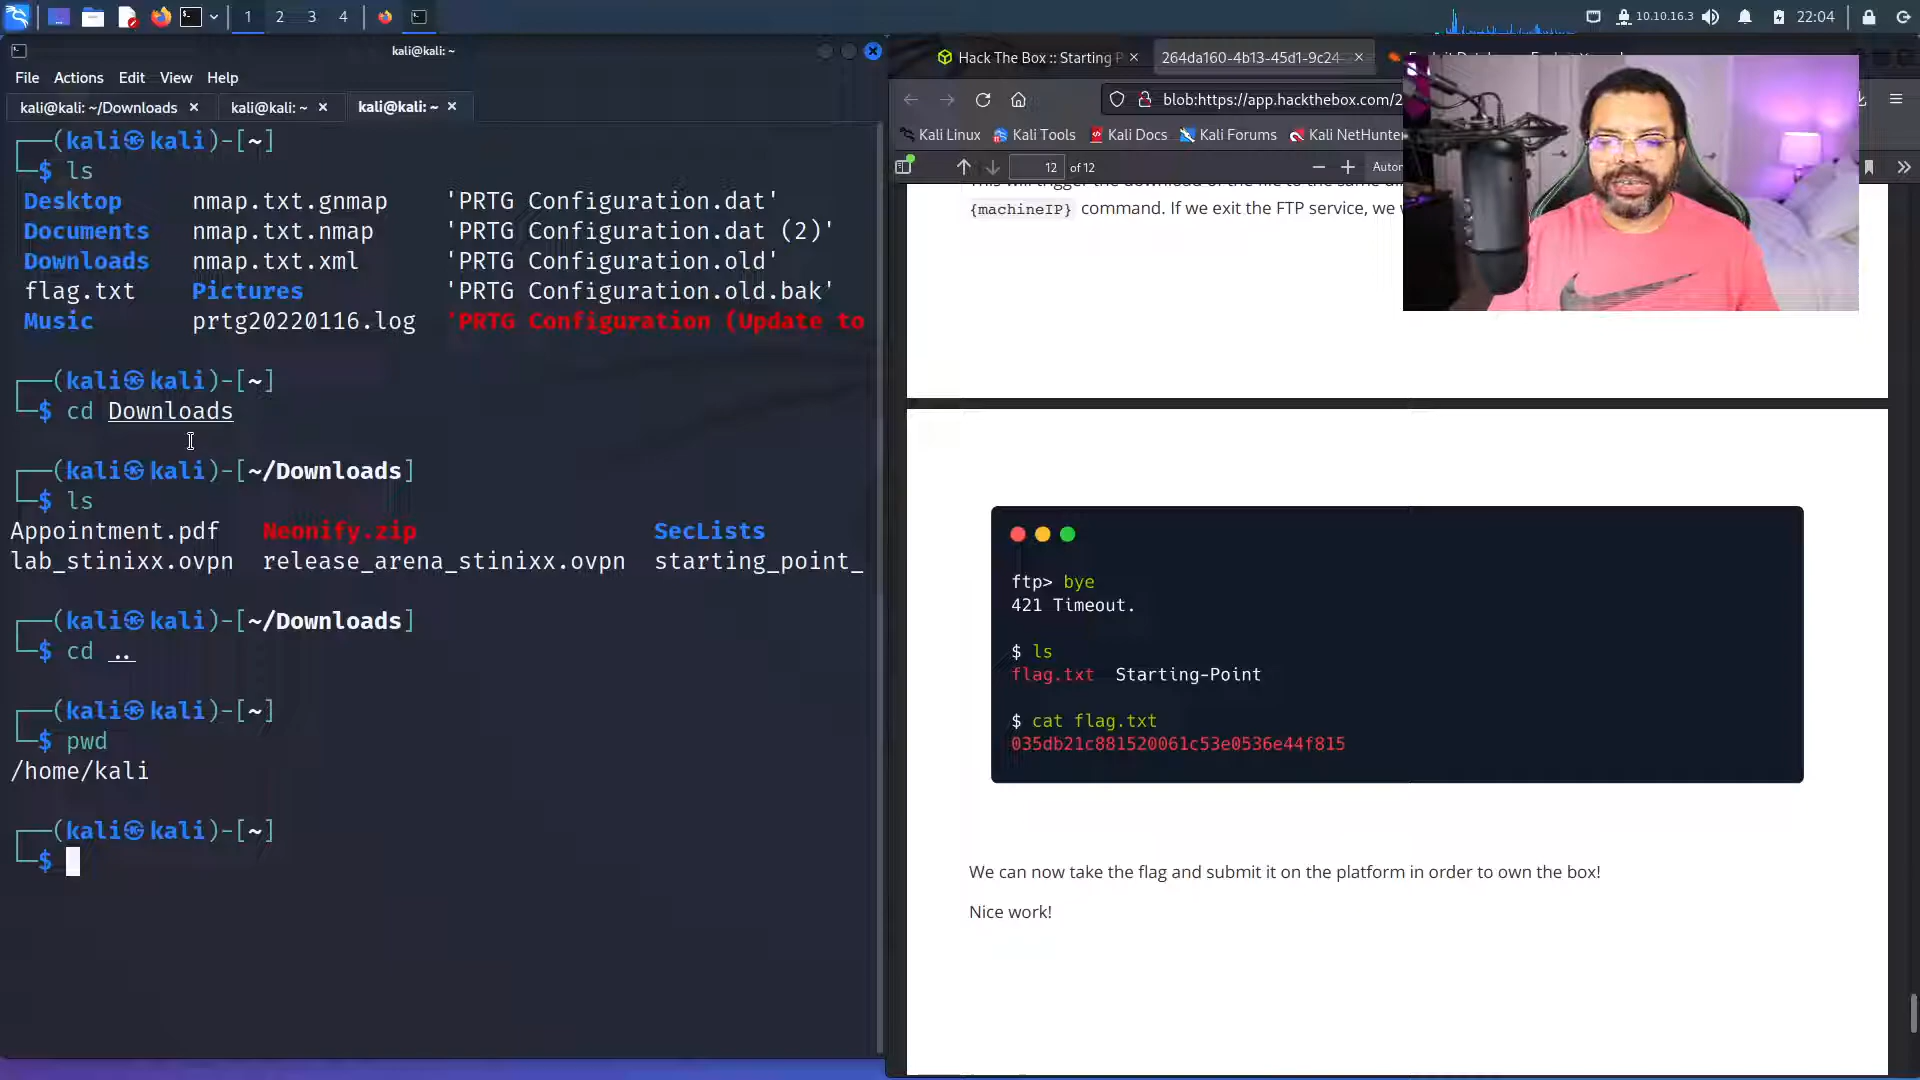 1 2 3 4
10.10.16.3
22:04
kali@kali: ~
File Actions Edit View Help
kali@kali: ~/Downloads
kali@kali: ~
kali@kali: ~
(kali㉿kali)-[~]
$ ls
Desktop nmap.txt.gnmap 'PRTG Configuration.dat'
Documents nmap.txt.nmap 'PRTG Configuration.dat (2)'
Downloads nmap.txt.xml 'PRTG Configuration.old'
flag.txt Pictures 'PRTG Configuration.old.bak'
Music prtg20220116.log 'PRTG Configuration (Update to
(kali㉿kali)-[~]
$ cd Downloads
(kali㉿kali)-[~/Downloads]
$ ls
Appointment.pdf Neonify.zip SecLists
lab_stinixx.ovpn release_arena_stinixx.ovpn starting_point_
(kali㉿kali)-[~/Downloads]
$ cd ..
(kali㉿kali)-[~]
$ pwd
/home/kali
(kali㉿kali)-[~]
$
Hack The Box :: Starting P
264da160-4b13-45d1-9c24-
blob:https://app.hackthebox.com/2
Kali Linux Kali Tools Kali Docs Kali Forums Kali NetHunter
12 of 12
{machineIP} command. If we exit the FTP service, we
ftp> bye
421 Timeout.
$ ls
flag.txt Starting-Point
$ cat flag.txt
035db21c881520061c53e0536e44f815
We can now take the flag and submit it on the platform in order to own the box!
Nice work!